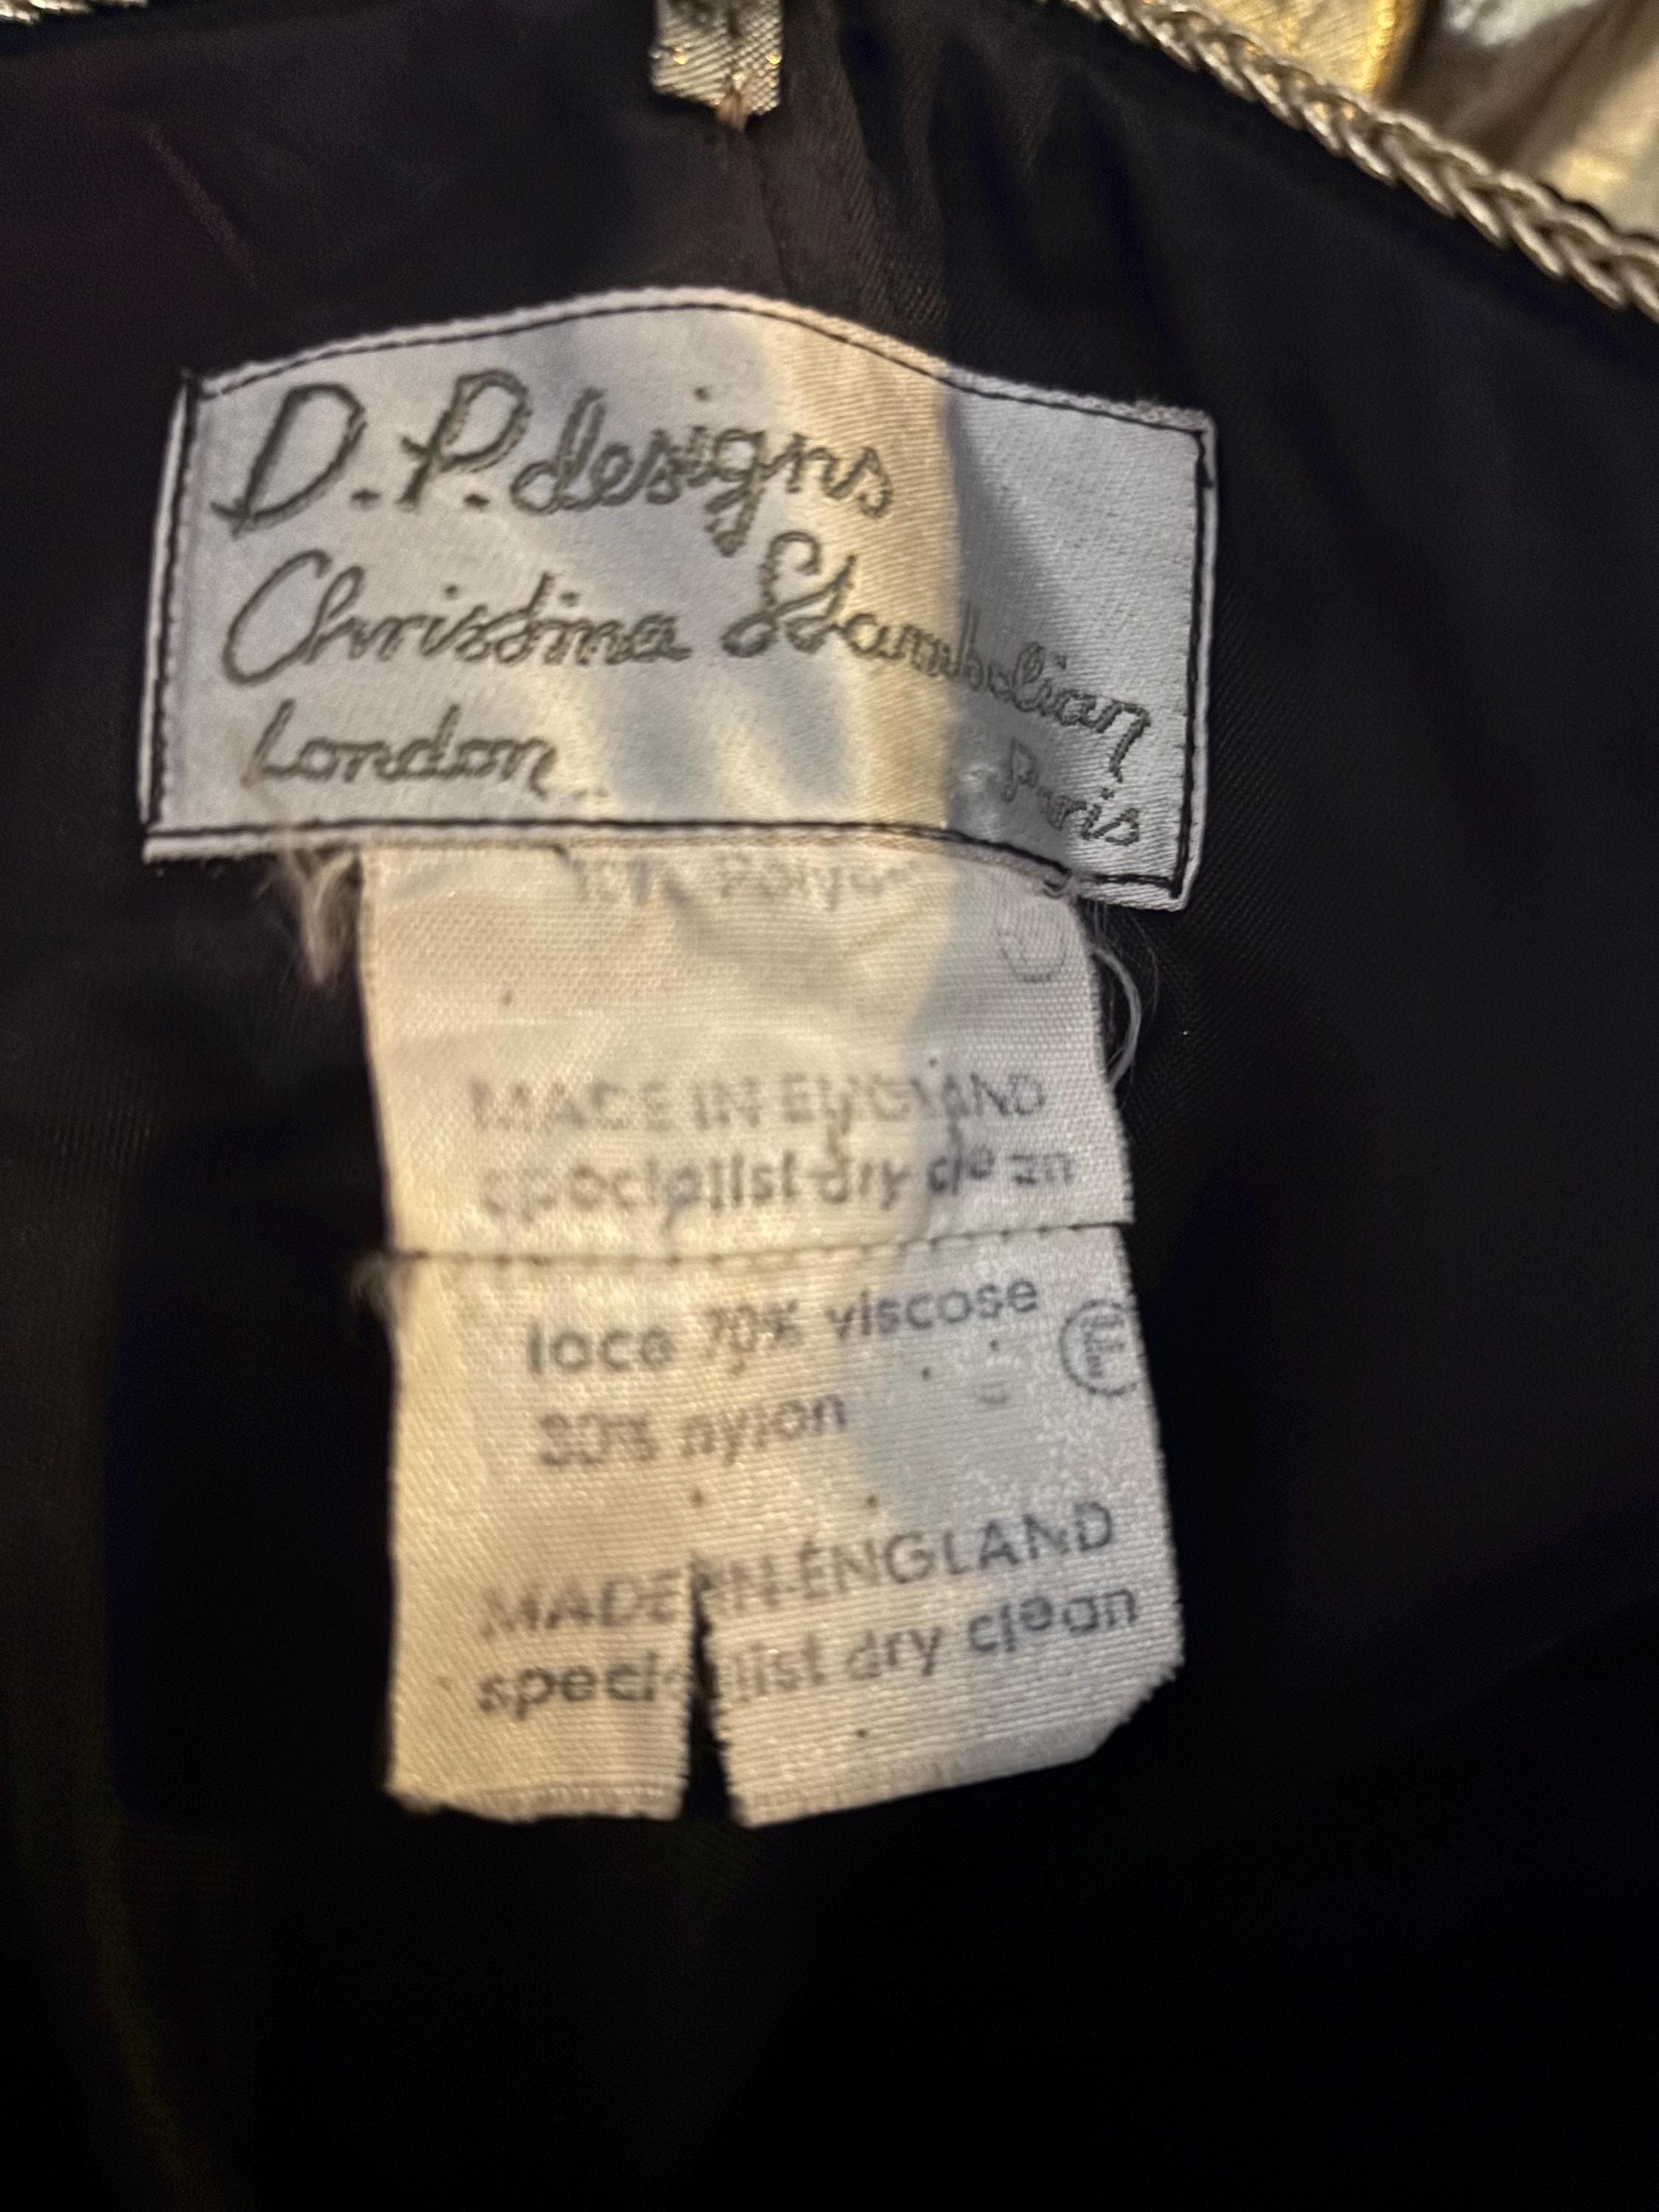 D.P. designs
Christina Stambolian
London
Paris
MADE IN ENGLAND
specialist dry clean
lace 70% viscose
30% nylon
MADE IN ENGLAND
specialist dry clean